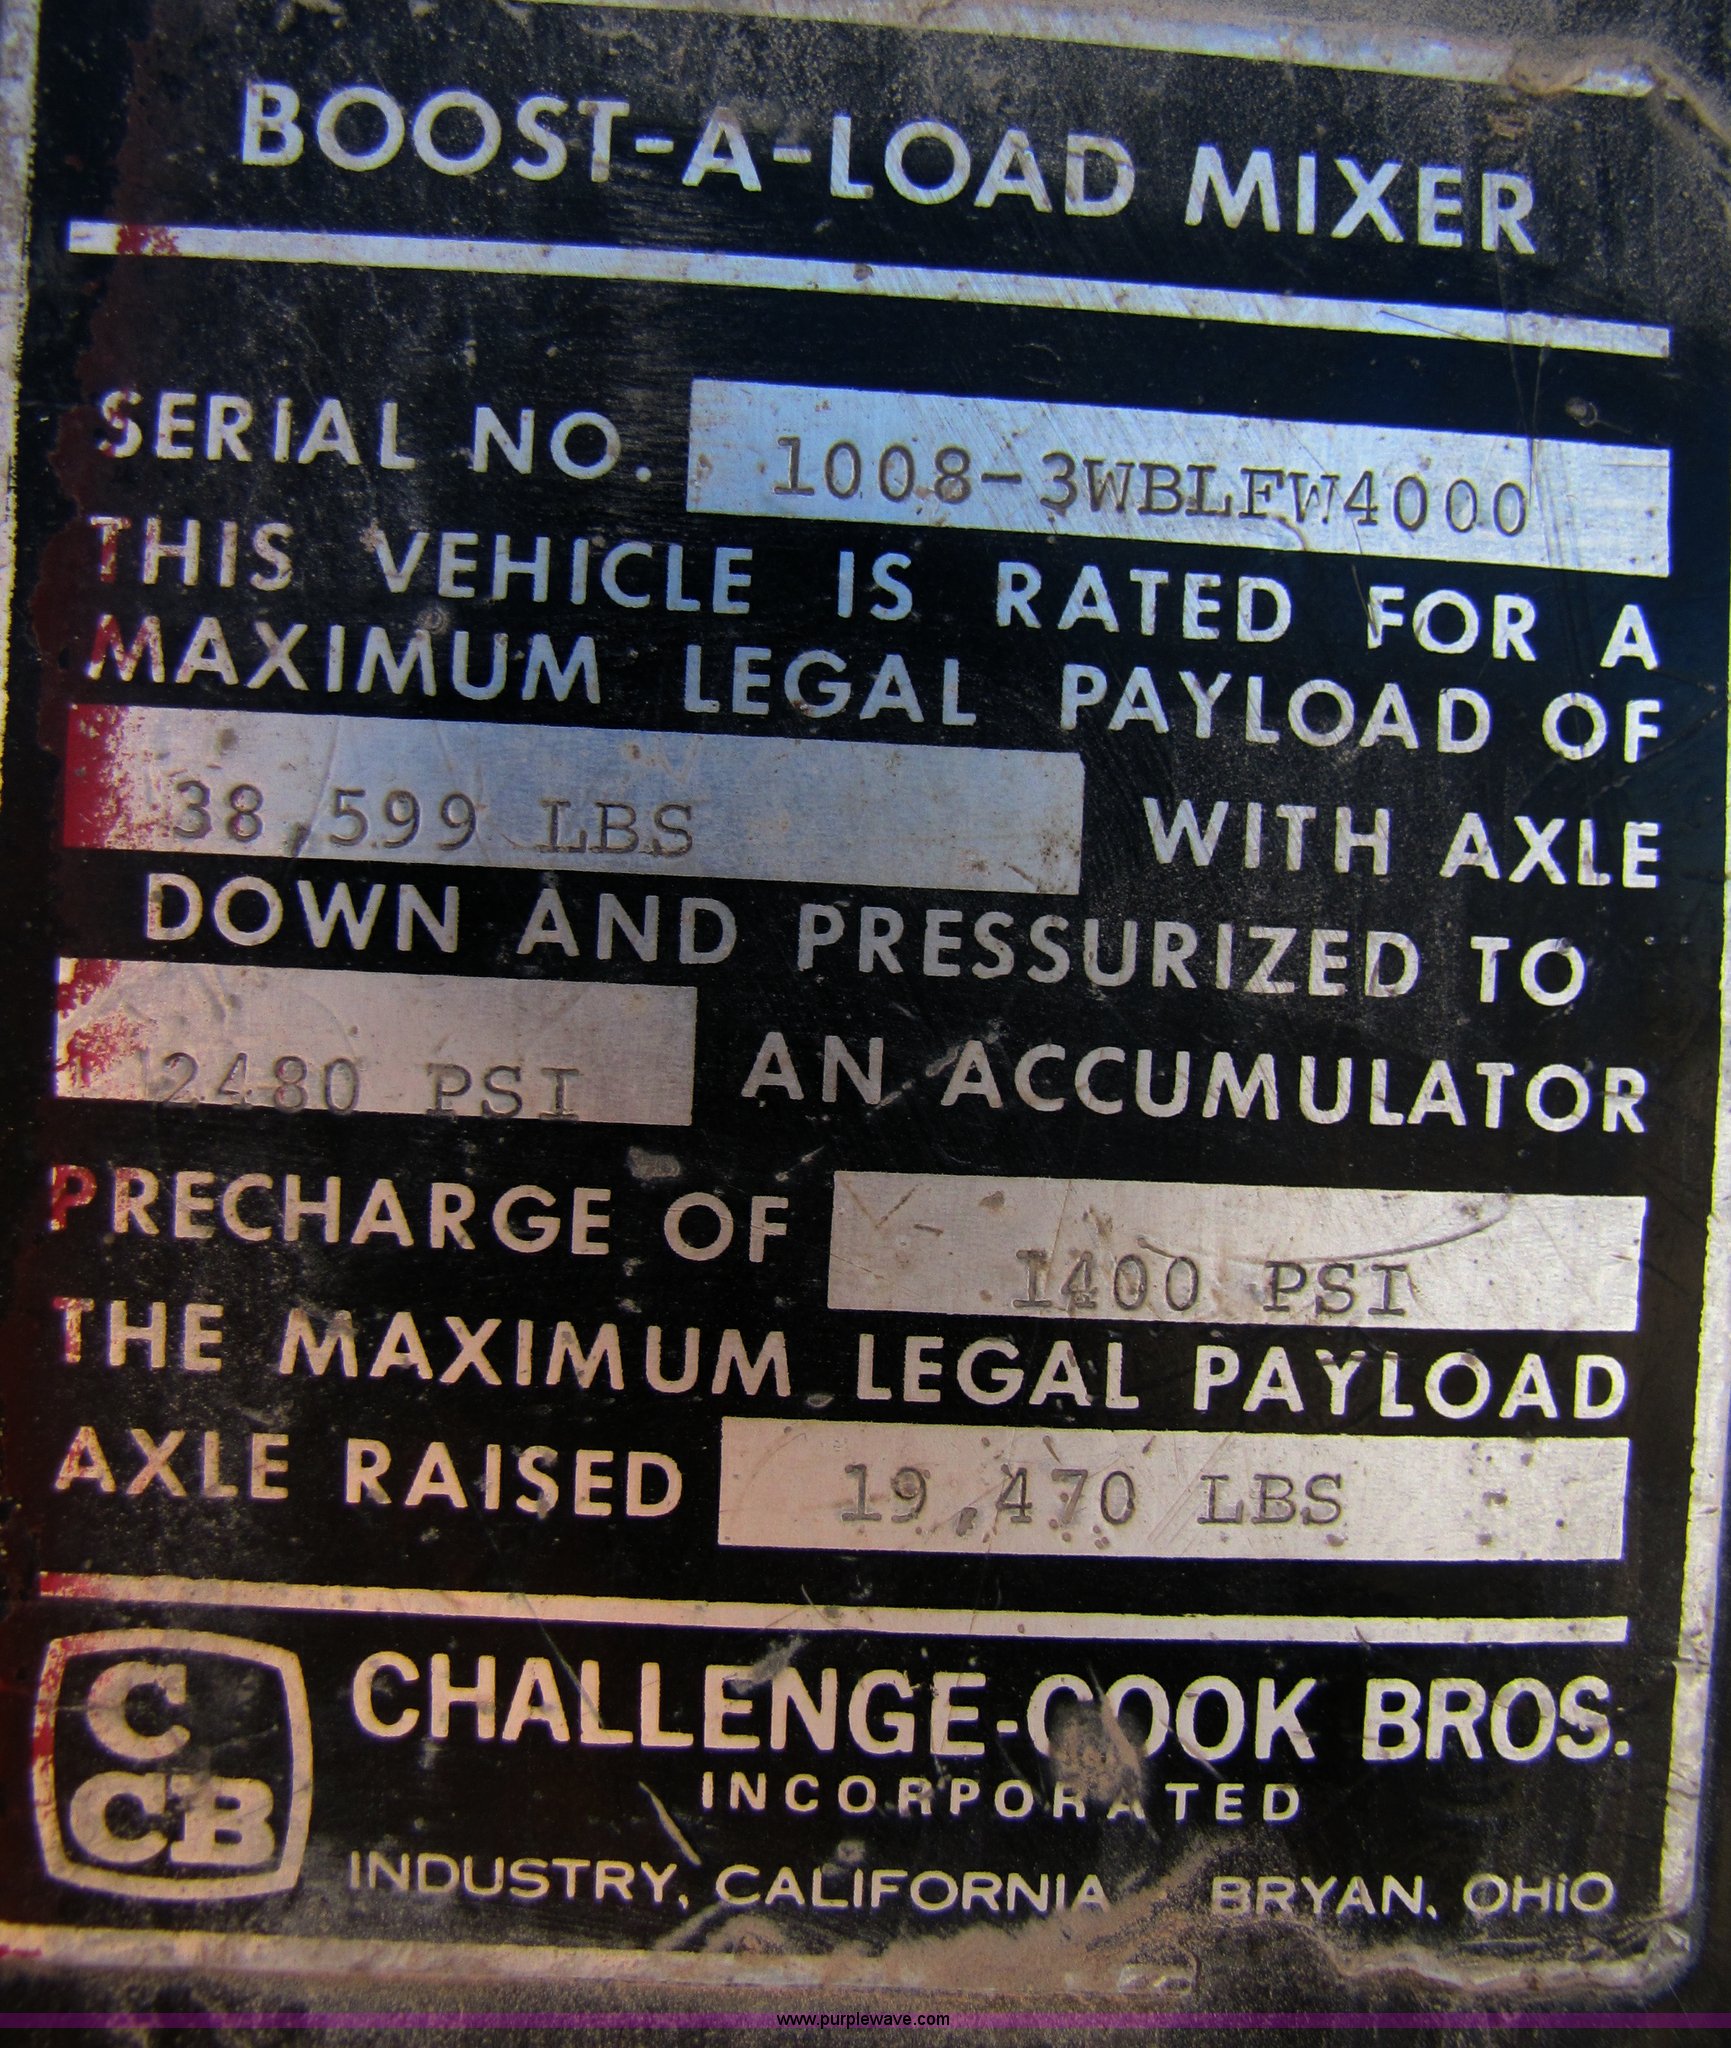 BOOST-A-LOAD MIXER
SERIAL NO. 1008-3WBLFW4000
THIS VEHICLE IS RATED FOR A
MAXIMUM LEGAL PAYLOAD OF
38,599 LBS WITH AXLE
DOWN AND PRESSURIZED TO
2480 PSI AN ACCUMULATOR
PRECHARGE OF 1400 PSI
THE MAXIMUM LEGAL PAYLOAD
AXLE RAISED 19,470 LBS
C
CB
CHALLENGE-COOK BROS.
INCORPORATED
INDUSTRY, CALIFORNIA BRYAN, OHIO
www.purplewave.com